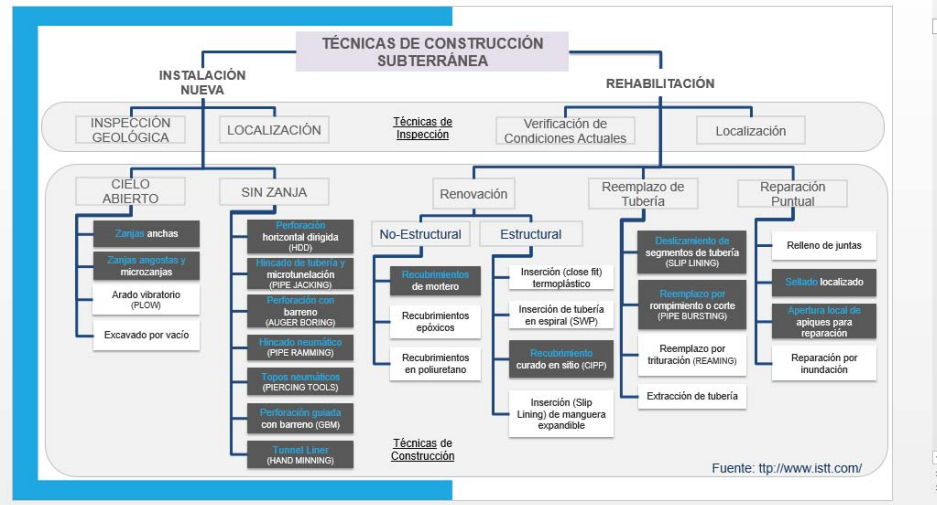 TÉCNICAS DE CONSTRUCCIÓN
SUBTERRÁNEA
INSTALACIÓN
NUEVA
REHABILITACIÓN
INSPECCIÓN
GEOLÓGICA
LOCALIZACIÓN
Técnicas de
Inspección
Verificación de
Condiciones Actuales
Localización
CIELO
ABIERTO
Zanjas anchas
Zanjas angostas y
microzanjas
Arado vibratorio
(PLOW)
Excavado por vacío
SIN ZANJA
Perforación
horizontal dirigida
(HDD)
Hincado de tubería y
microtunelación
(PIPE JACKING)
Perforación con
barreno
(AUGER BORING)
Hincado neumático
(PIPE RAMMING)
Topos neumáticos
(PIERCING TOOLS)
Perforación guiada
con barreno (GBM)
Tunnel Liner
(HAND MINNING)
Renovación
No-Estructural
Recubrimientos
de mortero
Recubrimientos
epóxicos
Recubrimientos
en poliuretano
Estructural
Inserción (close fit)
termoplástico
Inserción de tubería
en espiral (SWP)
Recubrimiento
curado en sitio (CIPP)
Inserción (Slip
Lining) de manguera
expandible
Reemplazo de
Tubería
Deslizamiento de
segmentos de tubería
(SLIP LINING)
Reemplazo por
rompimiento o corte
(PIPE BURSTING)
Reemplazo por
trituración (REAMING)
Extracción de tubería
Reparación
Puntual
Relleno de juntas
Sellado localizado
Apertura local de
apiques para
reparación
Reparación por
inundación
Técnicas de
Construcción
Fuente: ttp://www.istt.com/